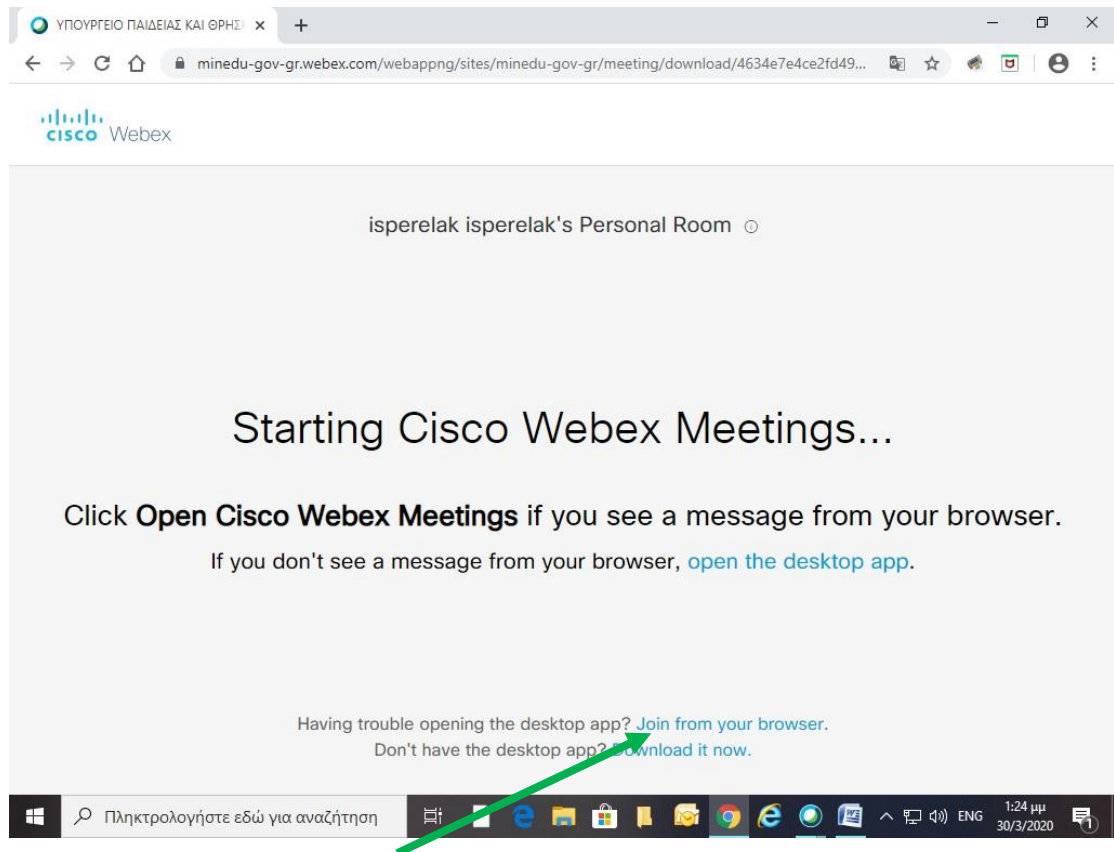 ΥΠΟΥΡΓΕΙΟ ΠΑΙΔΕΙΑΣ ΚΑΙ ΘΡΗΣ
minedu-gov-gr.webex.com/webappng/sites/minedu-gov-gr/meeting/download/4634e7e4ce2fd49...
cisco Webex
isperelak isperelak's Personal Room
Starting Cisco Webex Meetings...
Click Open Cisco Webex Meetings if you see a message from your browser.
If you don't see a message from your browser, open the desktop app.
Having trouble opening the desktop app? Join from your browser.
Don't have the desktop app? Download it now.
Πληκτρολογήστε εδώ για αναζήτηση
ENG
1:24 μμ
30/3/2020
1